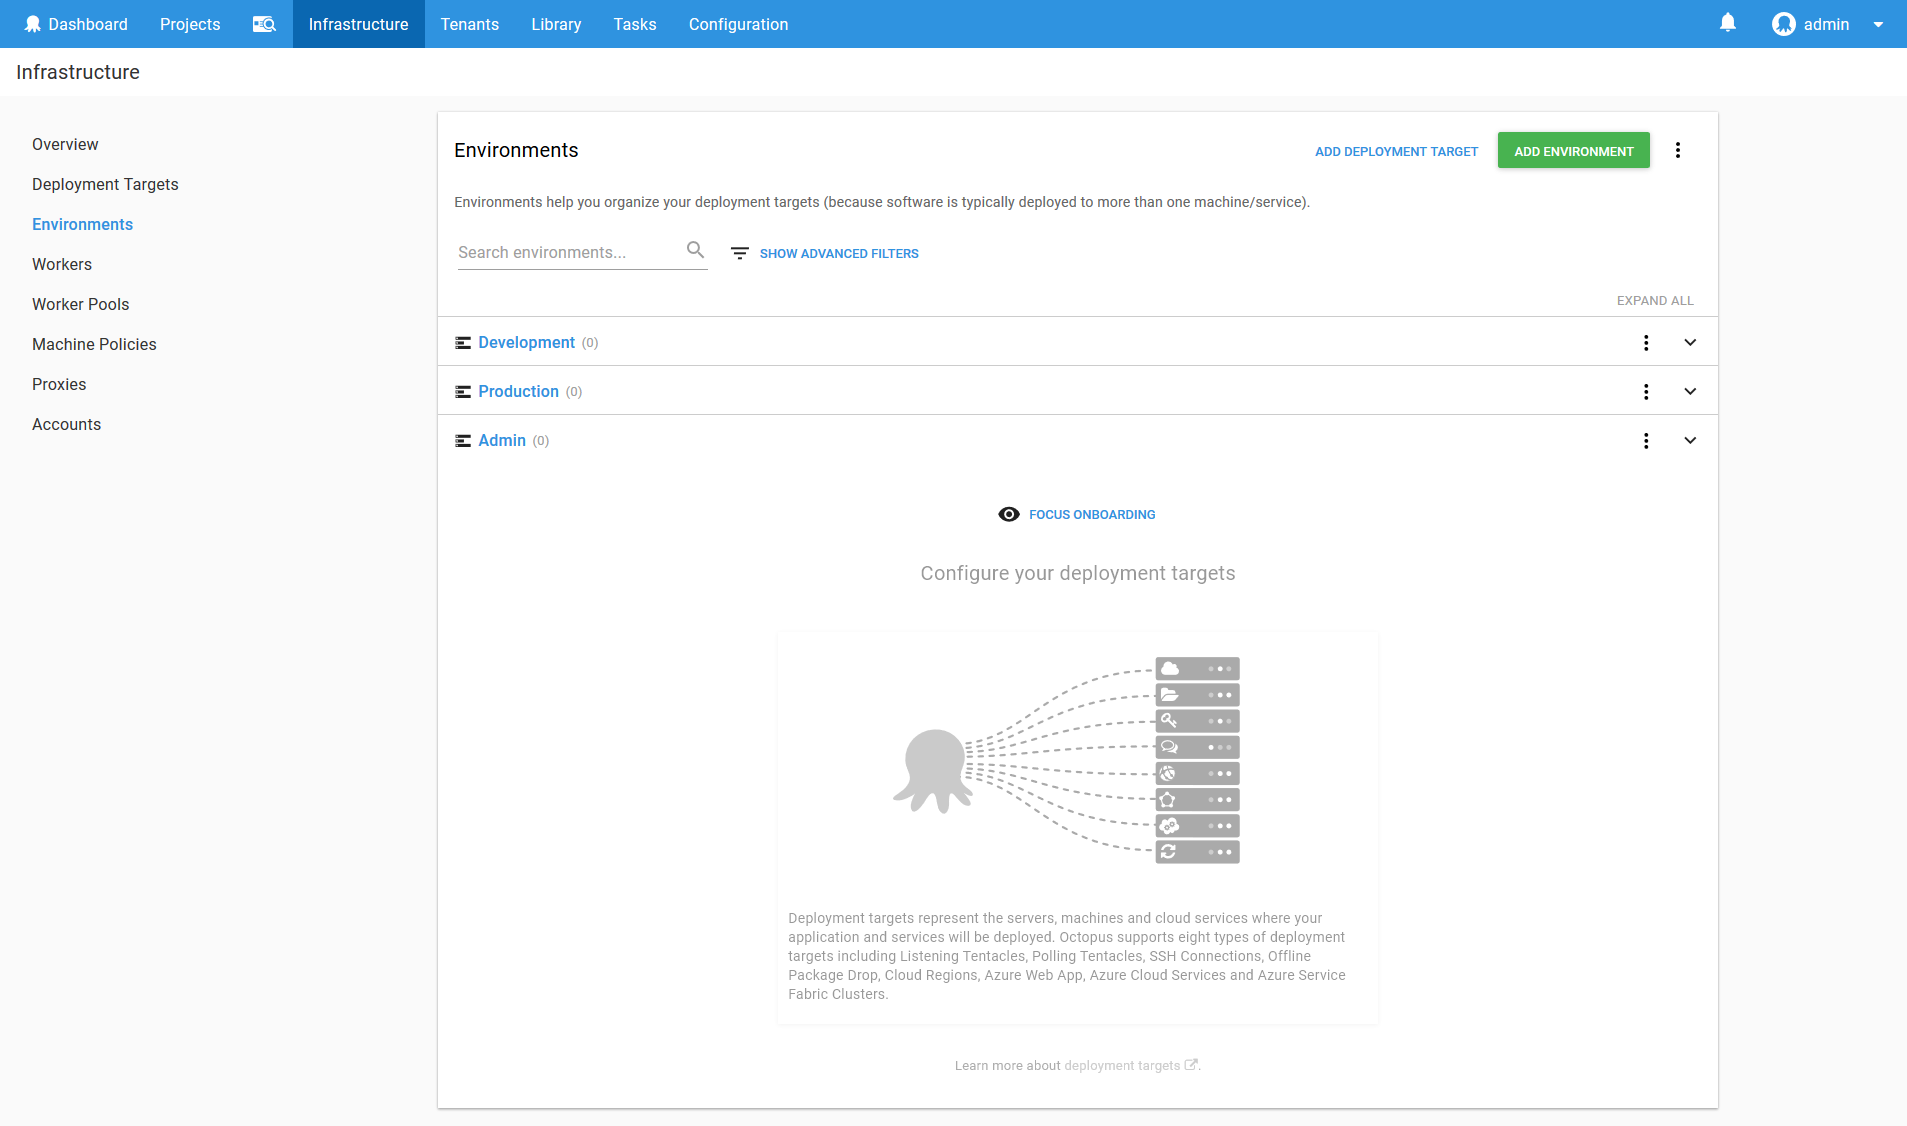 Dashboard
Projects
Infrastructure
Tenants
Library
Tasks
Configuration
admin
Infrastructure
Overview
Deployment Targets
Environments
Workers
Worker Pools
Machine Policies
Proxies
Accounts
Environments
ADD DEPLOYMENT TARGET
ADD ENVIRONMENT
Environments help you organize your deployment targets (because software is typically deployed to more than one machine/service).
Search environments...
SHOW ADVANCED FILTERS
EXPAND ALL
Development (0)
Production (0)
Admin (0)
FOCUS ONBOARDING
Configure your deployment targets
Deployment targets represent the servers, machines and cloud services where your
application and services will be deployed. Octopus supports eight types of deployment
targets including Listening Tentacles, Polling Tentacles, SSH Connections, Offline
Package Drop, Cloud Regions, Azure Web App, Azure Cloud Services and Azure Service
Fabric Clusters.
Learn more about deployment targets.